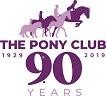 THE PONY CLUB
1929 2019
90
YEARS